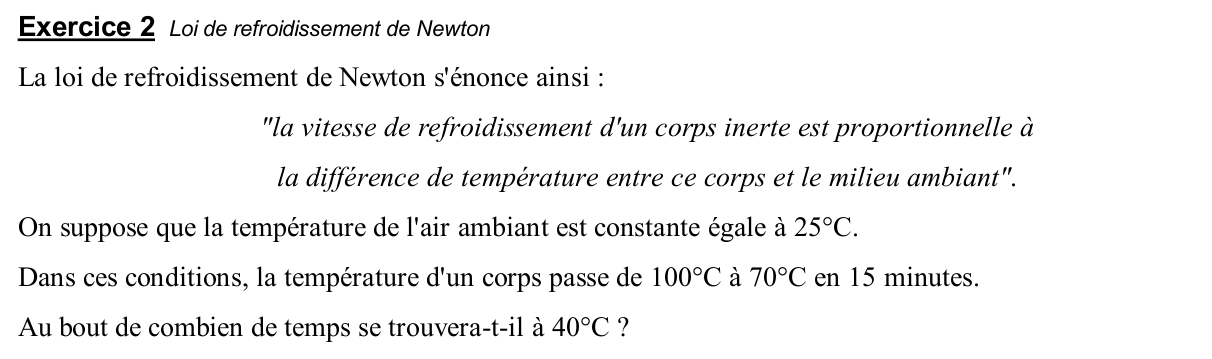 Exercice 2 Loi de refroidissement de Newton
La loi de refroidissement de Newton s'énonce ainsi :
"la vitesse de refroidissement d'un corps inerte est proportionnelle à
la différence de température entre ce corps et le milieu ambiant".
On suppose que la température de l'air ambiant est constante égale à 25°C.
Dans ces conditions, la température d'un corps passe de 100°C à 70°C en 15 minutes.
Au bout de combien de temps se trouvera-t-il à 40°C ?